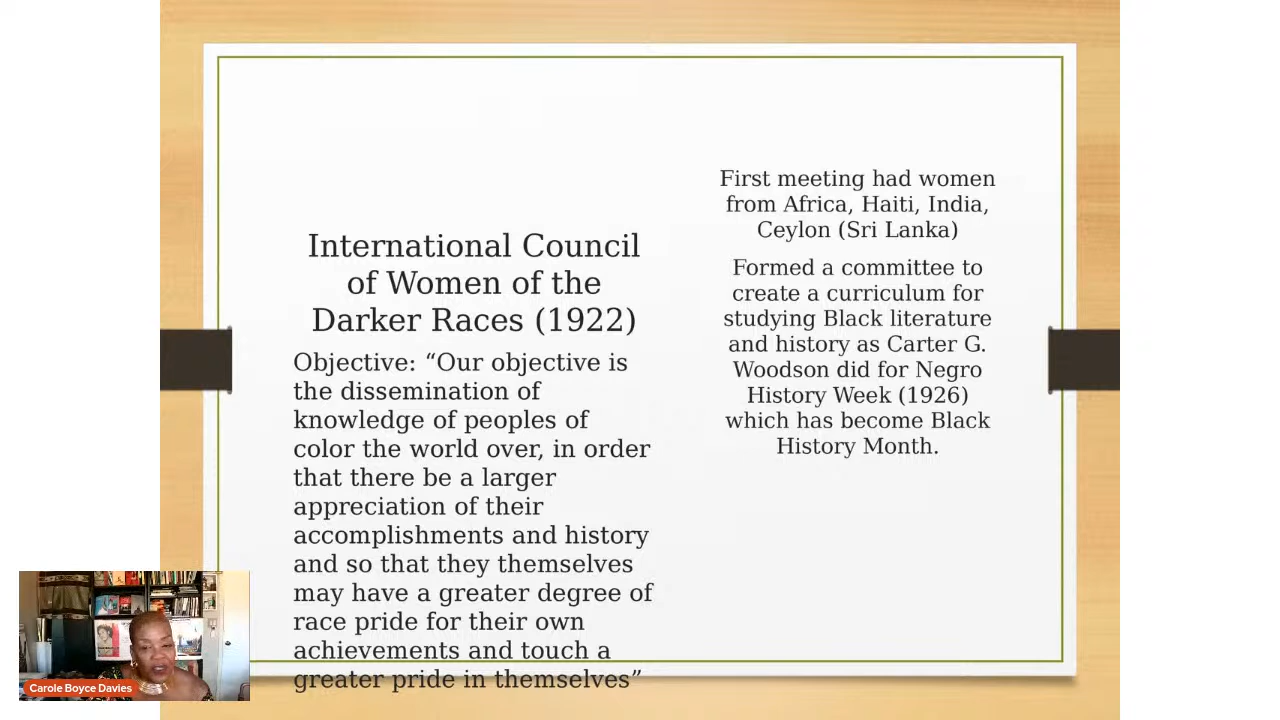 International Council
of Women of the
Darker Races (1922)
Objective: “Our objective is
the dissemination of
knowledge of peoples of
color the world over, in order
that there be a larger
appreciation of their
accomplishments and history
and so that they themselves
may have a greater degree of
race pride for their own
achievements and touch a
greater pride in themselves”
First meeting had women
from Africa, Haiti, India,
Ceylon (Sri Lanka)
Formed a committee to
create a curriculum for
studying Black literature
and history as Carter G.
Woodson did for Negro
History Week (1926)
which has become Black
History Month.
Carole Boyce Davies